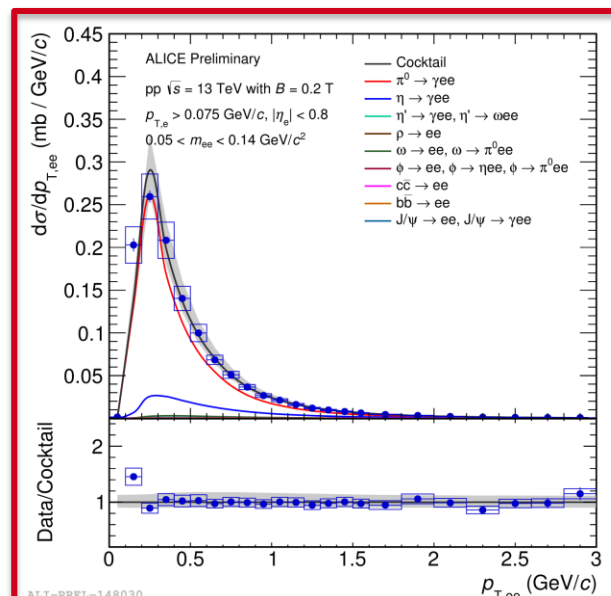 0.45
0.4
0.35
0.3
0.25
0.2
0.15
0.1
0.05
dσ/dp_T,ee (mb / GeV/c)
ALICE Preliminary
pp √s = 13 TeV with B = 0.2 T
p_T,e > 0.075 GeV/c, |η_e| < 0.8
0.05 < m_ee < 0.14 GeV/c²
Cocktail
π⁰ → γee
η → γee
η' → γee, η' → ωee
ρ → ee
ω → ee, ω → π⁰ee
ϕ → ee, ϕ → ηee, ϕ → π⁰ee
cc̄ → ee
bb̄ → ee
J/ψ → ee, J/ψ → γee
Data/Cocktail
2
1
0 0.5 1 1.5 2 2.5 3
p_T,ee (GeV/c)
ALI-PREL-148030